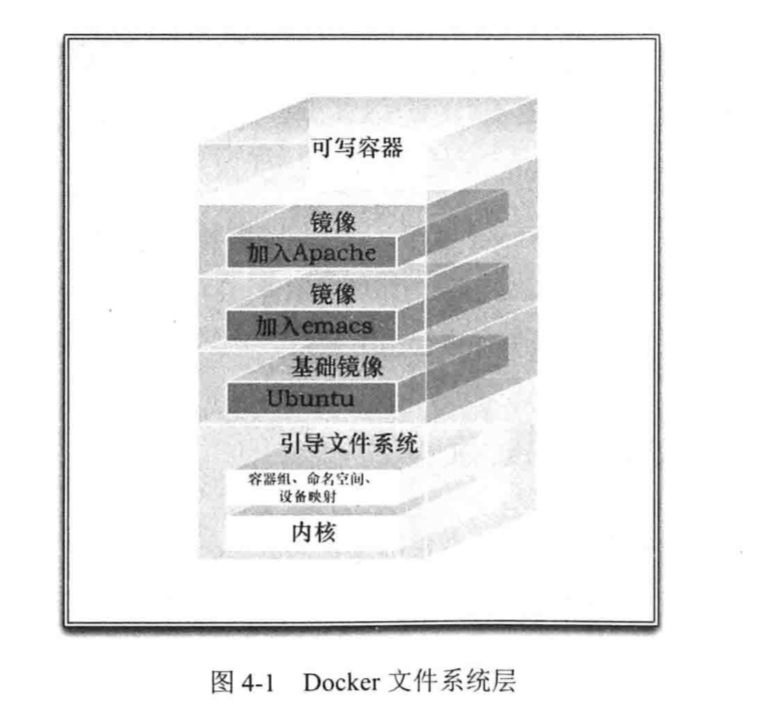 可写容器
镜像
加入Apache
镜像
加入emacs
基础镜像
Ubuntu
引导文件系统
容器组、命名空间、
设备映射
内核
图 4-1 Docker 文件系统层